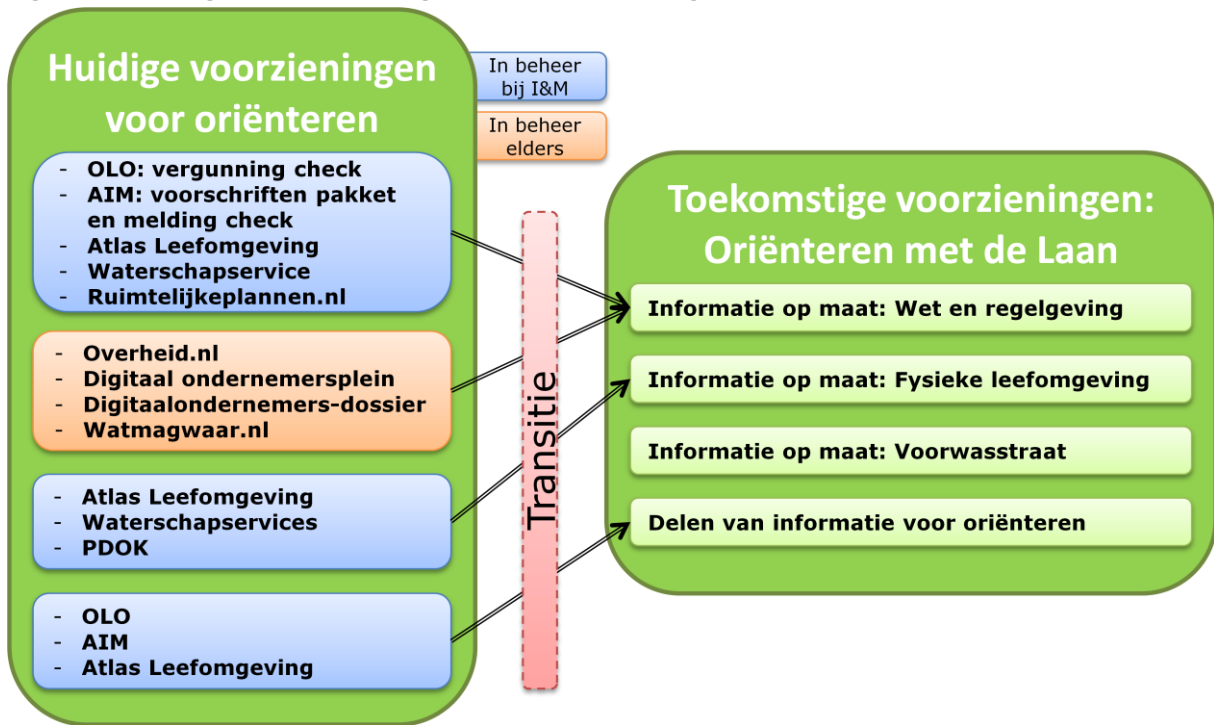 Huidige voorzieningen
voor oriënteren
In beheer
bij I&M
In beheer
elders
- OLO: vergunning check
- AIM: voorschriften pakket
en melding check
- Atlas Leefomgeving
- Waterschapservice
- Ruimtelijkeplannen.nl
- Overheid.nl
- Digitaal ondernemersplein
- Digitaalondernemers-dossier
- Watmagwaar.nl
- Atlas Leefomgeving
- Waterschapservices
- PDOK
- OLO
- AIM
- Atlas Leefomgeving
Transitie
Toekomstige voorzieningen:
Oriënteren met de Laan
Informatie op maat: Wet en regelgeving
Informatie op maat: Fysieke leefomgeving
Informatie op maat: Voorwasstraat
Delen van informatie voor oriënteren